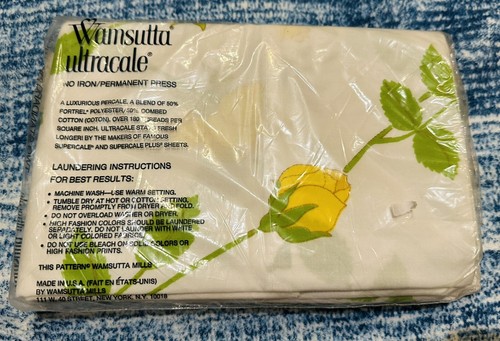 Wamsutta®
ultracale®
NO IRON/PERMANENT PRESS
A LUXURIOUS PERCALE, A BLEND OF 50%
FORTREL® POLYESTER/50% COMBED
COTTON (COTON), OVER 180 THREADS PER
SQUARE INCH. ULTRACALE STAYS FRESH
LONGER! BY THE MAKERS OF FAMOUS
SUPERCALE® AND SUPERCALE PLUS® SHEETS.
LAUNDERING INSTRUCTIONS
FOR BEST RESULTS:
• MACHINE WASH—USE WARM SETTING.
• TUMBLE DRY AT HOT OR COTTON SETTING,
REMOVE PROMPTLY FROM DRYER AND FOLD.
• DO NOT OVERLOAD WASHER OR DRYER.
• HIGH FASHION COLORS SHOULD BE LAUNDERED
SEPARATELY. DO NOT LAUNDER WITH WHITE
OR LIGHT COLORED FABRICS.
• DO NOT USE BLEACH ON SOLID COLORS OR
HIGH FASHION PRINTS.
THIS PATTERN® WAMSUTTA MILLS
MADE IN U.S.A. (FAIT EN ÉTATS-UNIS)
BY WAMSUTTA MILLS
111 W. 40 STREET, NEW YORK, N.Y. 10018